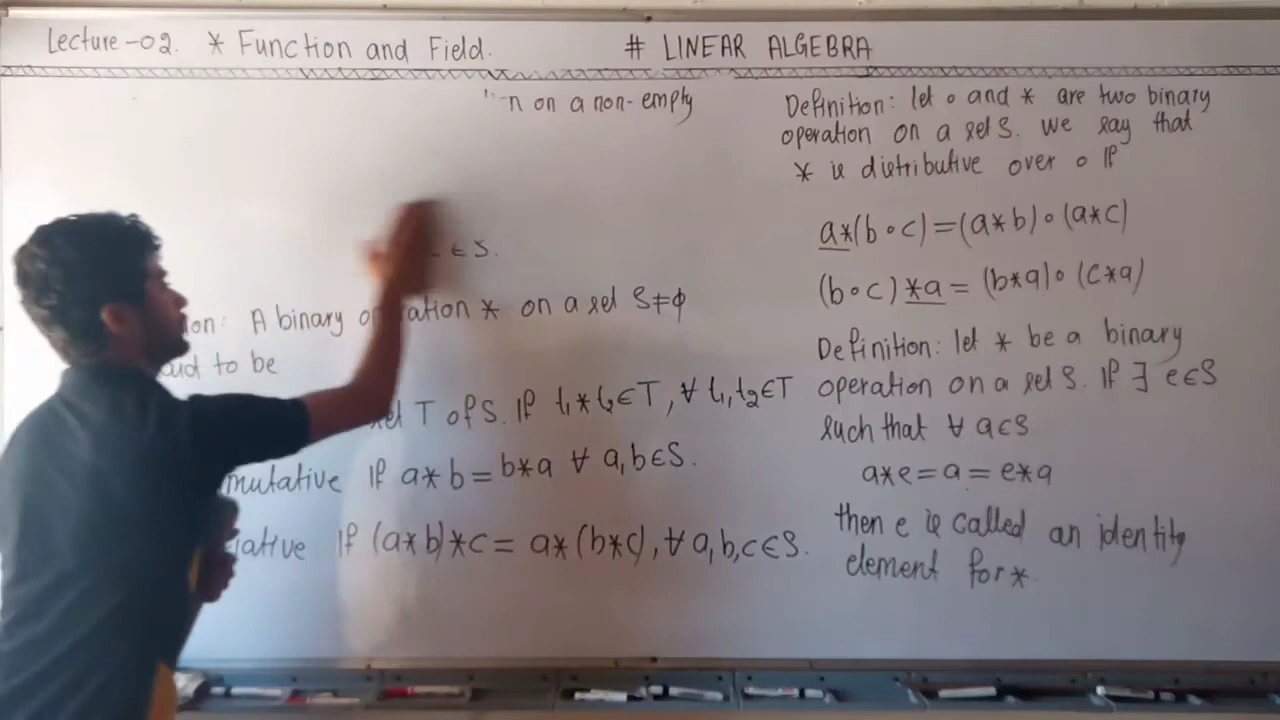 Lecture-02. * Function and Field. # LINEAR ALGEBRA
n on a non-empty
∈ S.
on: A binary o ation * on a set S≠ϕ
aid to be
set T of S. If t₁*t₂∈T, ∀ t₁,t₂∈T
mutative If a*b=b*a ∀ a,b∈S.
iative If (a*b)*c= a*(b*c), ∀ a,b,c∈S.
Definition: let ∘ and * are two binary
operation on a set S. we say that
* is distributive over ∘ If
a*(b∘c)=(a*b)∘(a*c)
(b∘c)*a = (b*a)∘(c*a)
Definition: let * be a binary
operation on a set S. If ∃ e∈S
such that ∀ a∈S
a*e=a=e*a
then e is called an identity
element for *